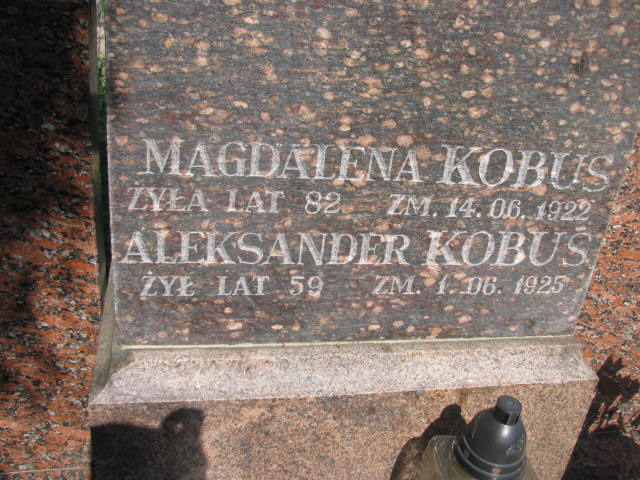 MAGDALENA KOBUS
ŻYŁA LAT 82 ZM. 14.06.1922
ALEKSANDER KOBUS
ŻYŁ LAT 59 ZM. 1.06.1925